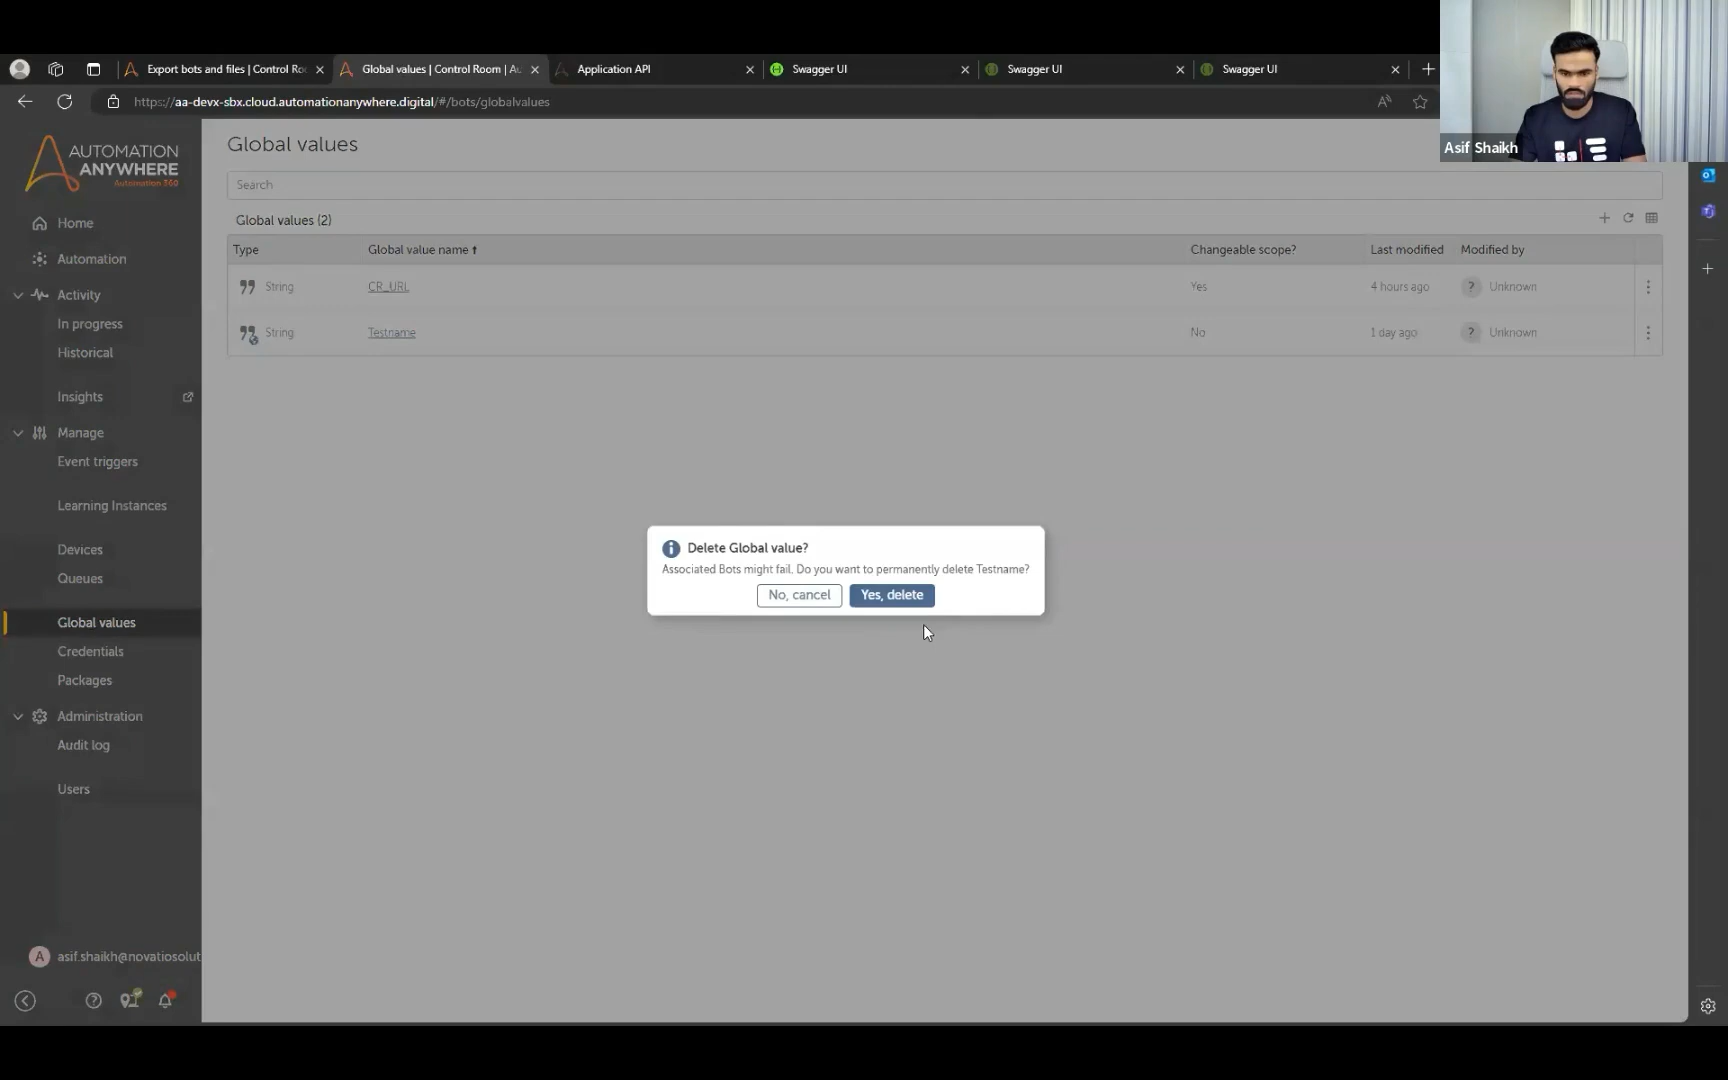 Export bots and files | Control Ro
Global values | Control Room | Au
Application API
Swagger UI
Swagger UI
Swagger UI
https://aa-devx-sbx.cloud.automationanywhere.digital/#/bots/globalvalues
Asif Shaikh
AUTOMATION
ANYWHERE
Automation 360
Home
Automation
Activity
In progress
Historical
Insights
Manage
Event triggers
Learning Instances
Devices
Queues
Global values
Credentials
Packages
Administration
Audit log
Users
A asif.shaikh@novatiosolut
Global values
Search
Global values (2)
Type Global value name Changeable scope? Last modified Modified by
String CR_URL Yes 4 hours ago ? Unknown
String Testname No 1 day ago ? Unknown
Delete Global value?
Associated Bots might fail. Do you want to permanently delete Testname?
No, cancel Yes, delete